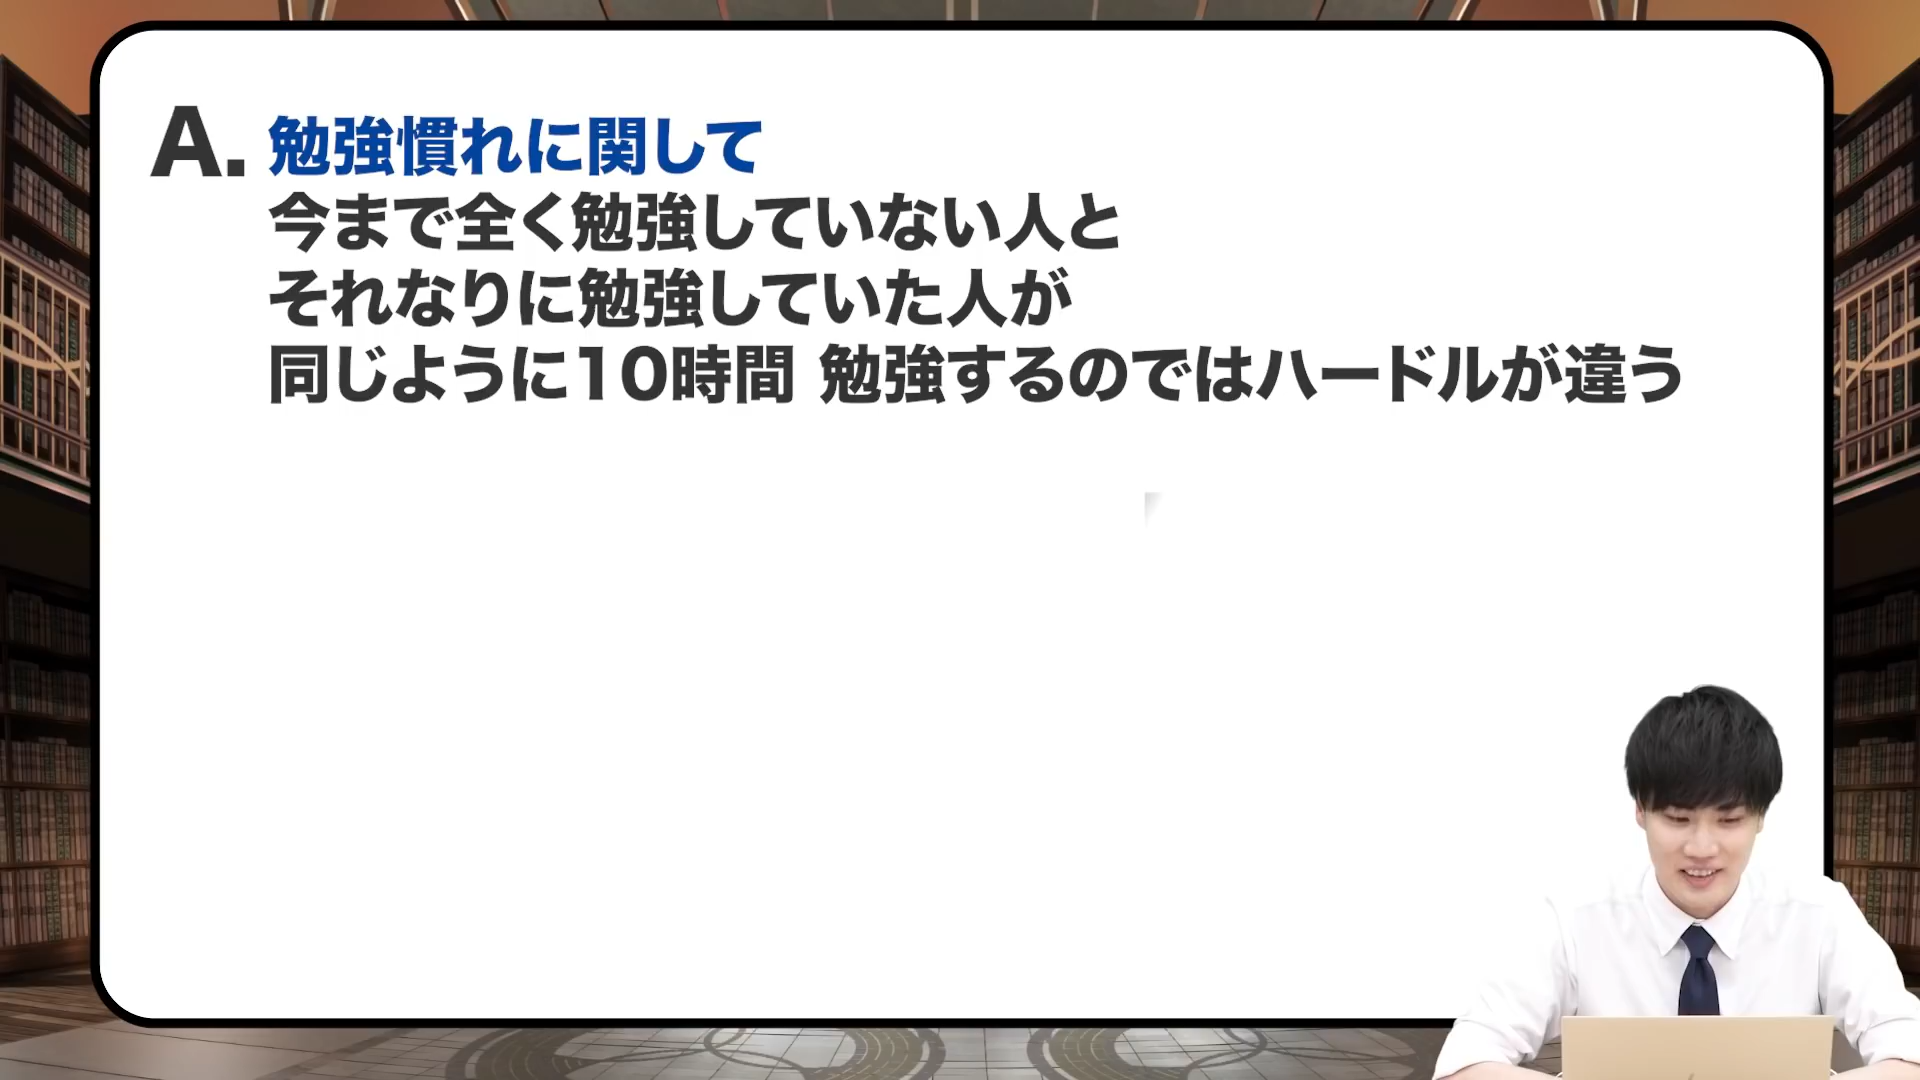 A. 勉強慣れに関して
今まで全く勉強していない人と
それなりに勉強していた人が
同じように10時間 勉強するのではハードルが違う